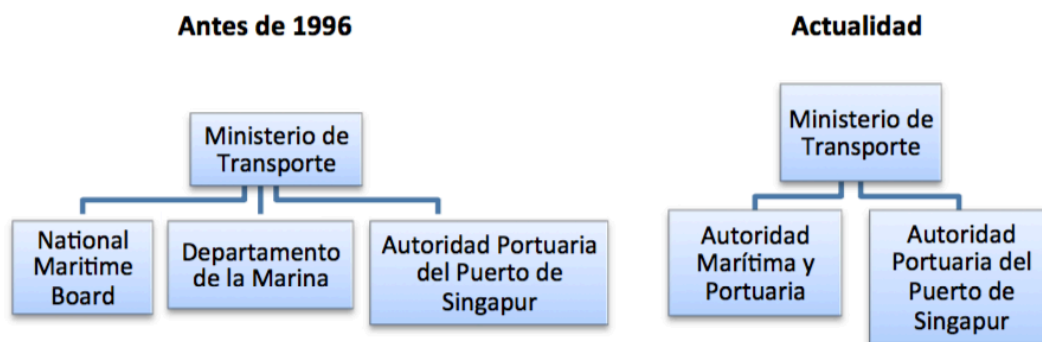 Antes de 1996
Ministerio de
Transporte
National
Maritime
Board
Departamento
de la Marina
Autoridad Portuaria
del Puerto de
Singapur
Actualidad
Ministerio de
Transporte
Autoridad
Marítima y
Portuaria
Autoridad
Portuaria del
Puerto de
Singapur